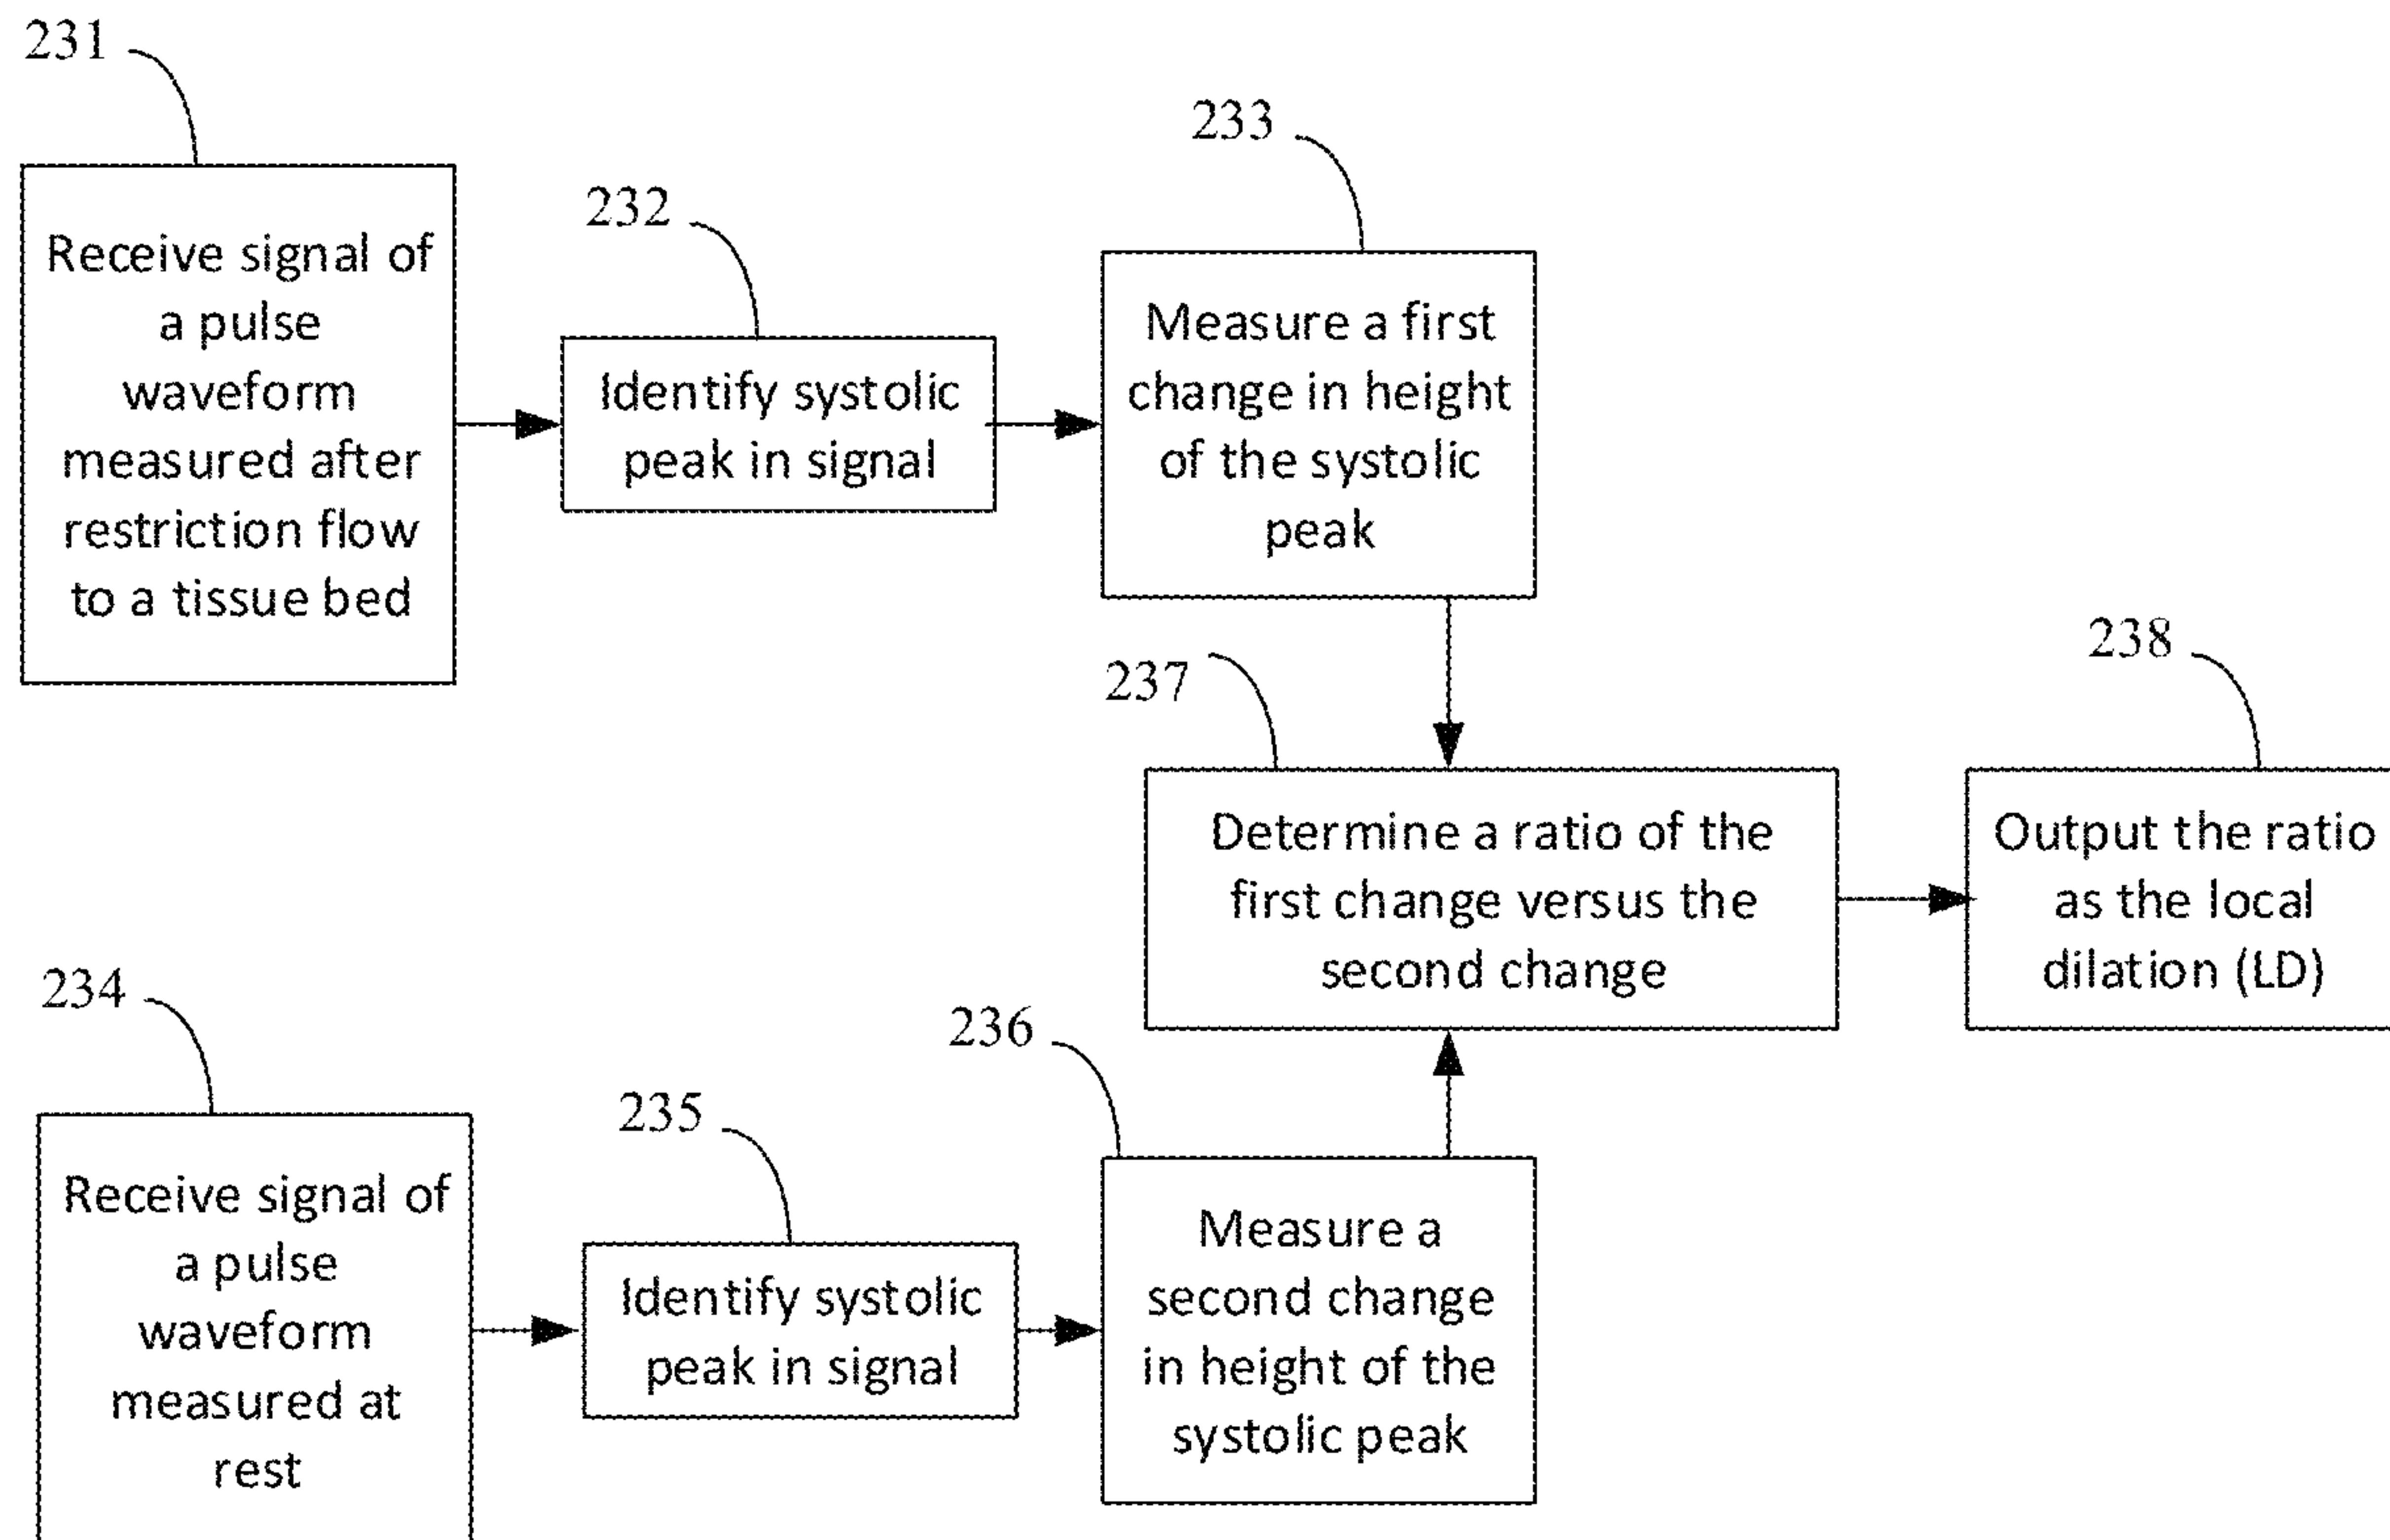 231
Receive signal of
a pulse
waveform
measured after
restriction flow
to a tissue bed
232
Identify systolic
peak in signal
233
Measure a first
change in height
of the systolic
peak
237
Determine a ratio of the
first change versus the
second change
238
Output the ratio
as the local
dilation (LD)
234
Receive signal of
a pulse
waveform
measured at
rest
235
Identify systolic
peak in signal
236
Measure a
second change
in height of the
systolic peak